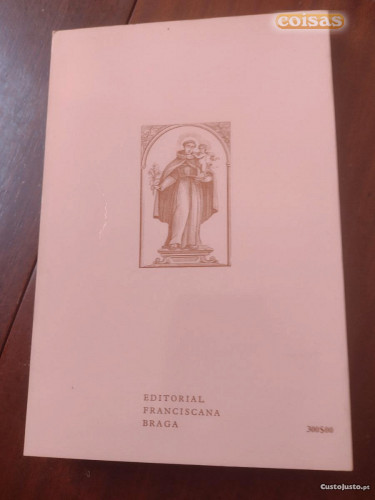 coisas
EDITORIAL
FRANCISCANA
BRAGA
CustoJusto.pt